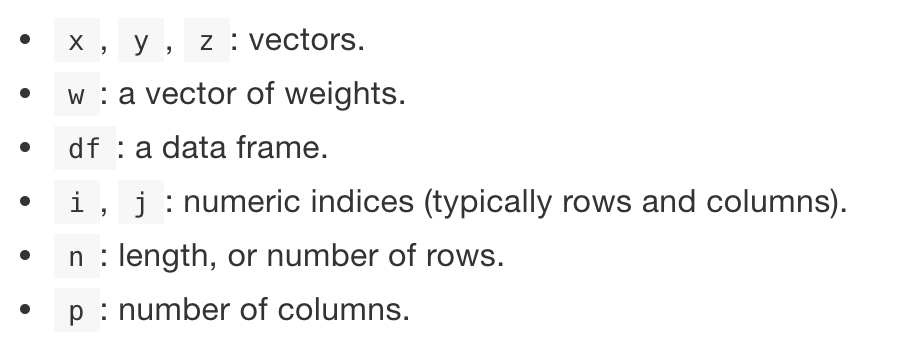 • x , y , z : vectors.
• w : a vector of weights.
• df : a data frame.
• i , j : numeric indices (typically rows and columns).
• n : length, or number of rows.
• p : number of columns.